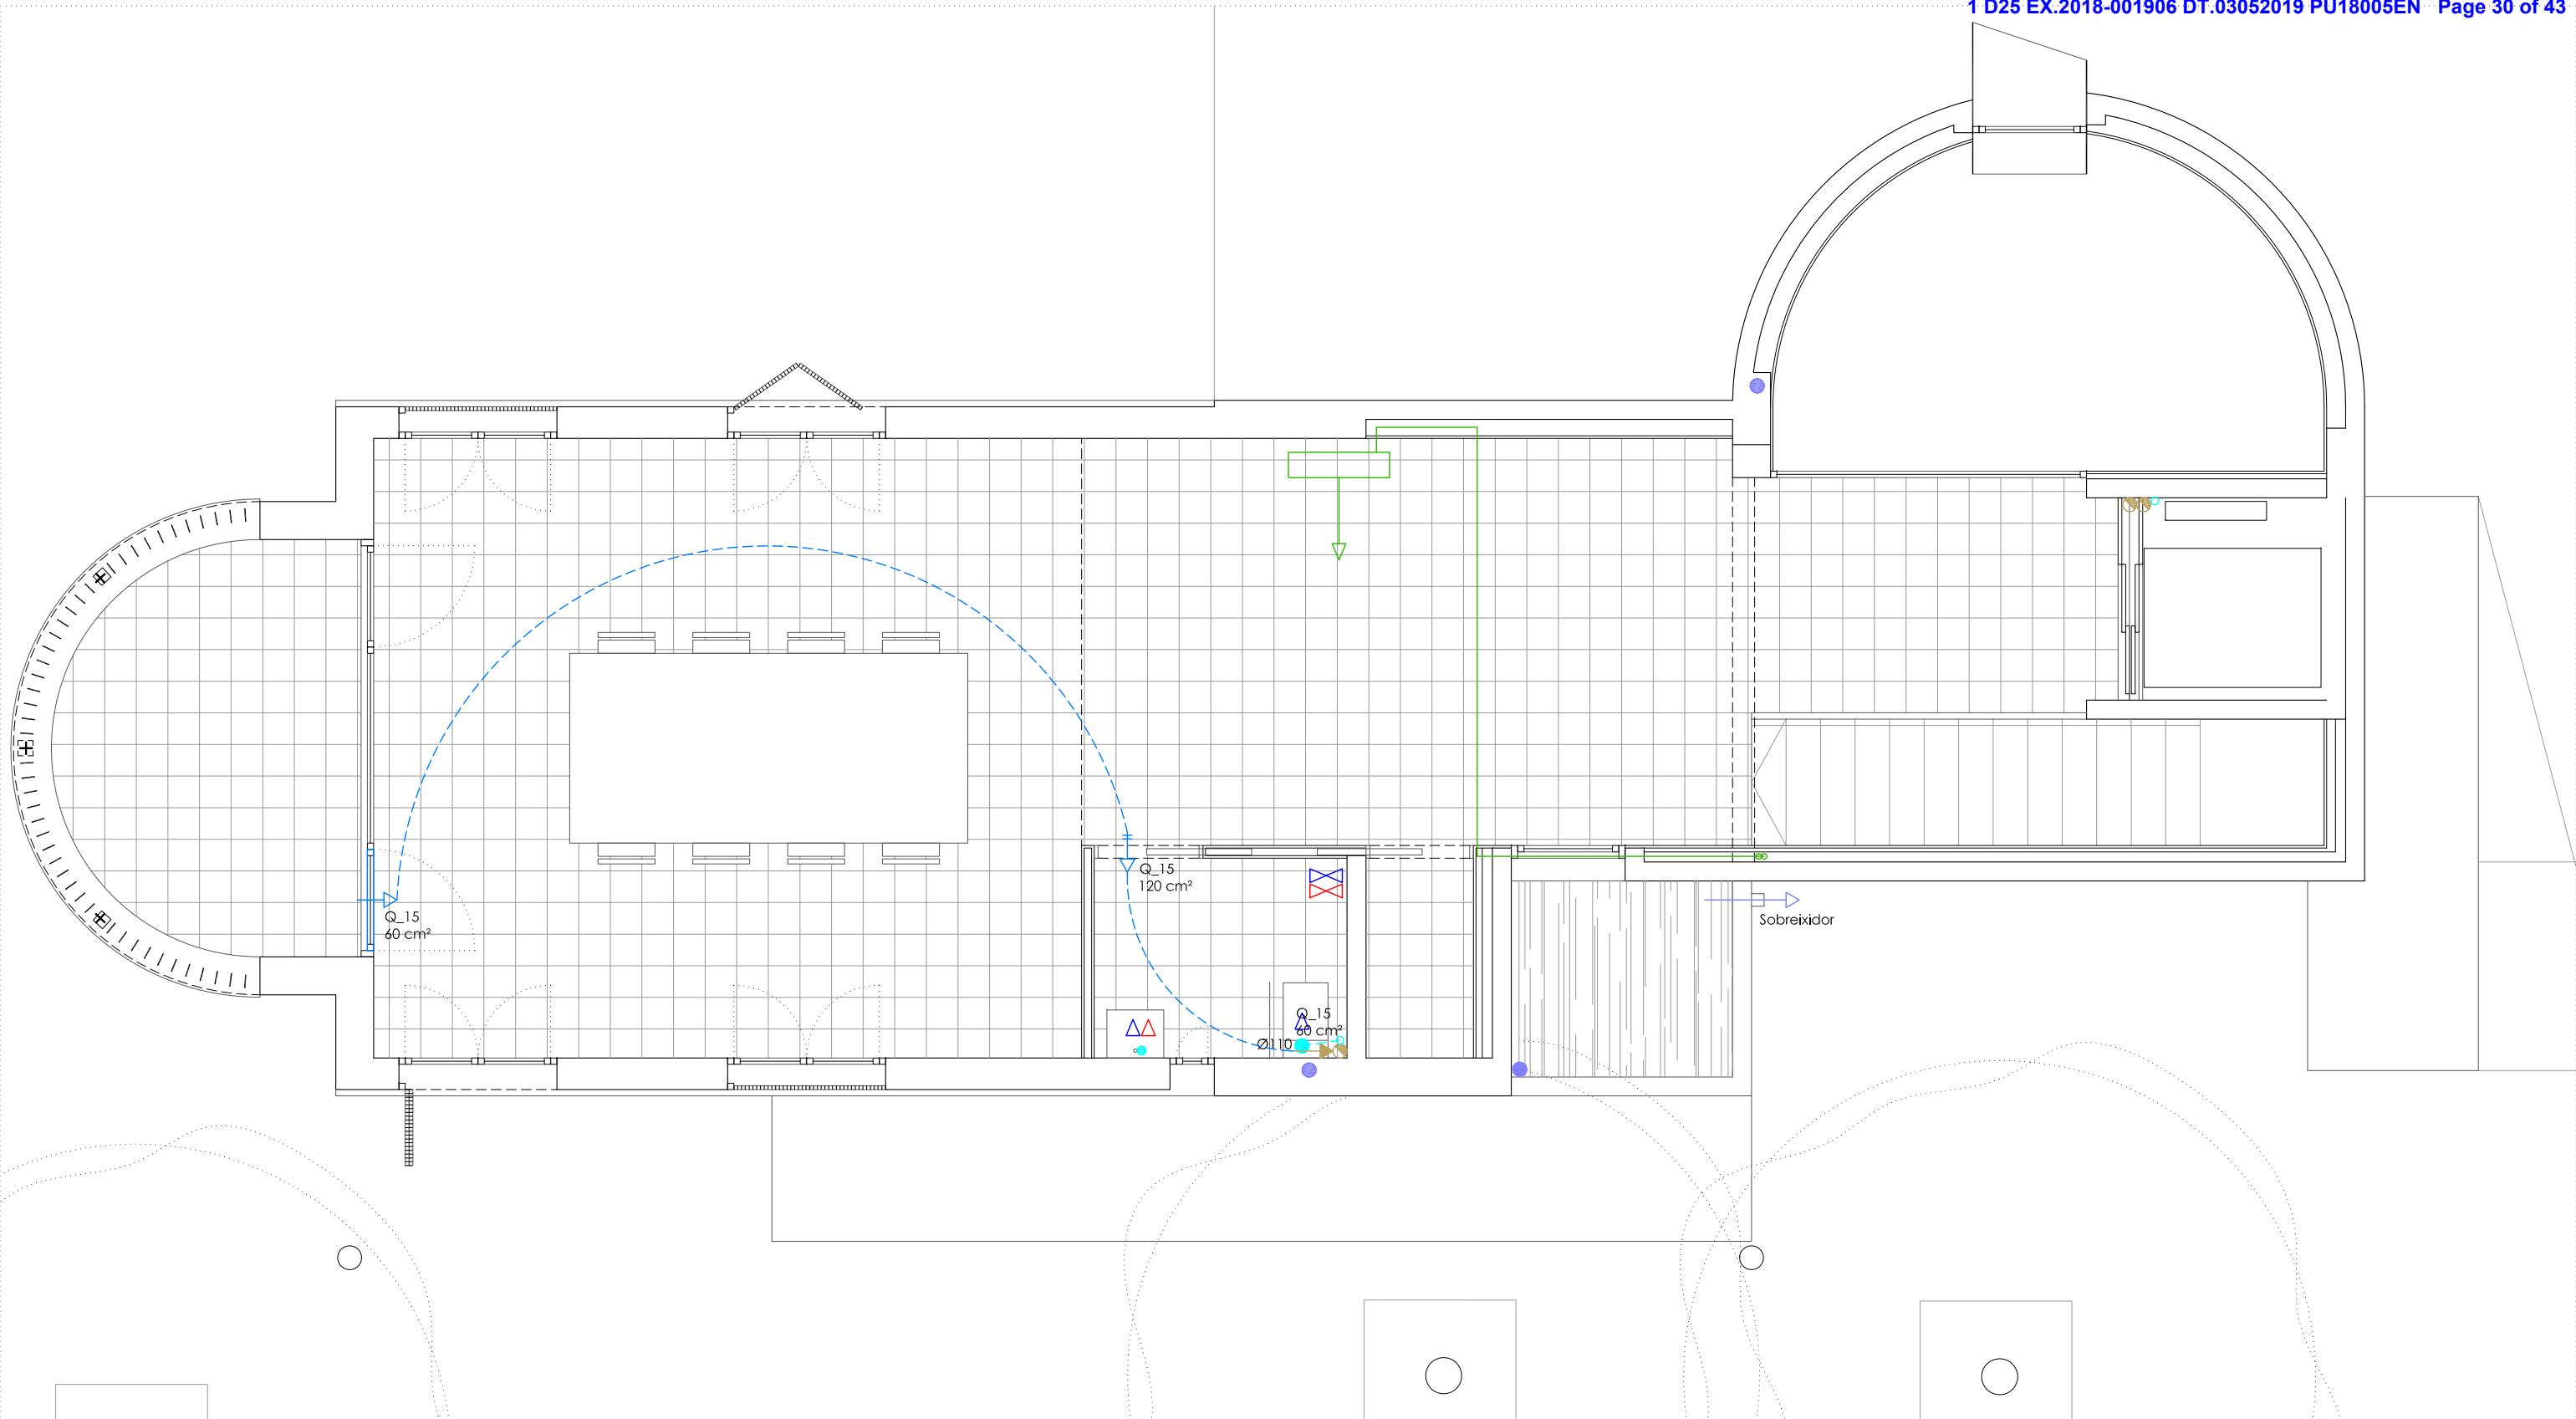 1 D25 EX.2018-001906 DT.03052019 PU18005EN Page 30 of 43
Q_15
120 cm²
Q_15
60 cm²
Sobreixidor
Q_15
60 cm²
Ø110